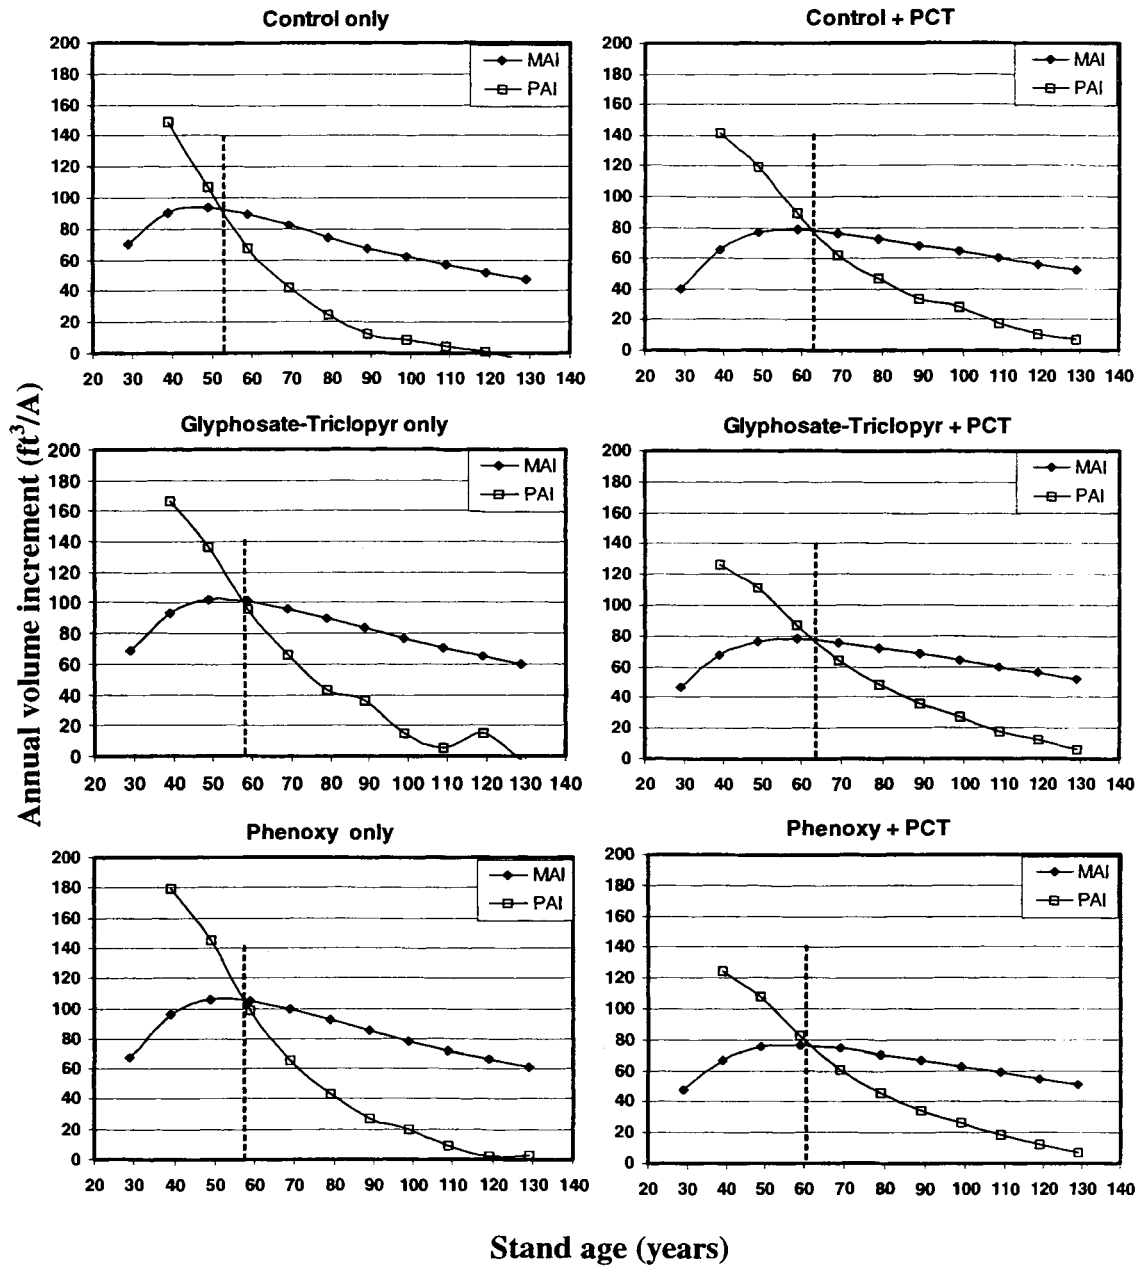 Control only
200
180
160
140
120
100
80
60
40
20
0
MAI
PAI
20 30 40 50 60 70 80 90 100 110 120 130 140
Control + PCT
200
180
160
140
120
100
80
60
40
20
0
MAI
PAI
20 30 40 50 60 70 80 90 100 110 120 130 140
Annual volume increment (ft³/A)
Glyphosate-Triclopyr only
200
180
160
140
120
100
80
60
40
20
0
MAI
PAI
20 30 40 50 60 70 80 90 100 110 120 130 140
Glyphosate-Triclopyr + PCT
200
180
160
140
120
100
80
60
40
20
0
MAI
PAI
20 30 40 50 60 70 80 90 100 110 120 130 140
Phenoxy only
200
180
160
140
120
100
80
60
40
20
0
MAI
PAI
20 30 40 50 60 70 80 90 100 110 120 130 140
Phenoxy + PCT
200
180
160
140
120
100
80
60
40
20
0
MAI
PAI
20 30 40 50 60 70 80 90 100 110 120 130 140
Stand age (years)